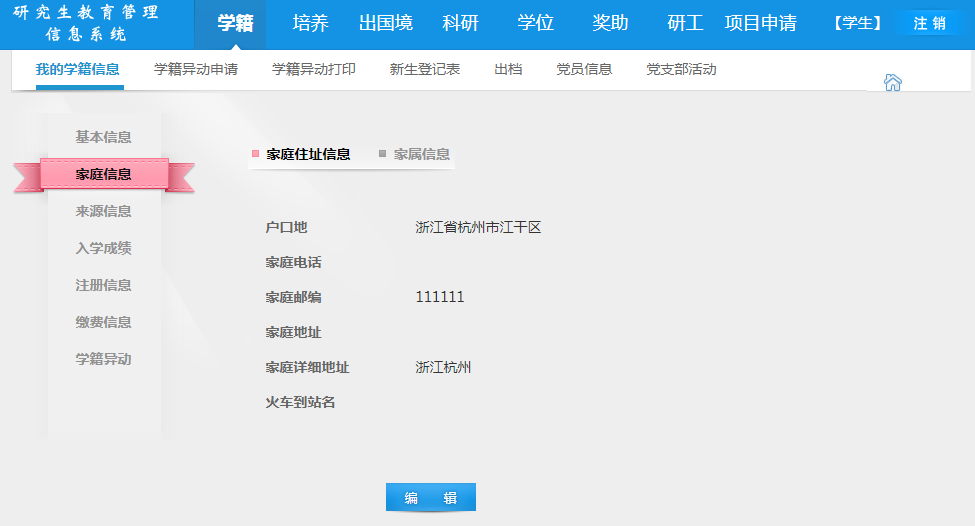 研究生教育管理
信息系统
学籍 培养 出国境 科研 学位 奖助 研工 项目申请 【学生】 注 销
我的学籍信息 学籍异动申请 学籍异动打印 新生登记表 出档 党员信息 党支部活动
基本信息
家庭信息
来源信息
入学成绩
注册信息
缴费信息
学籍异动
家庭住址信息 家属信息
户口地 浙江省杭州市江干区
家庭电话
家庭邮编 111111
家庭地址
家庭详细地址 浙江杭州
火车到站名
编 辑